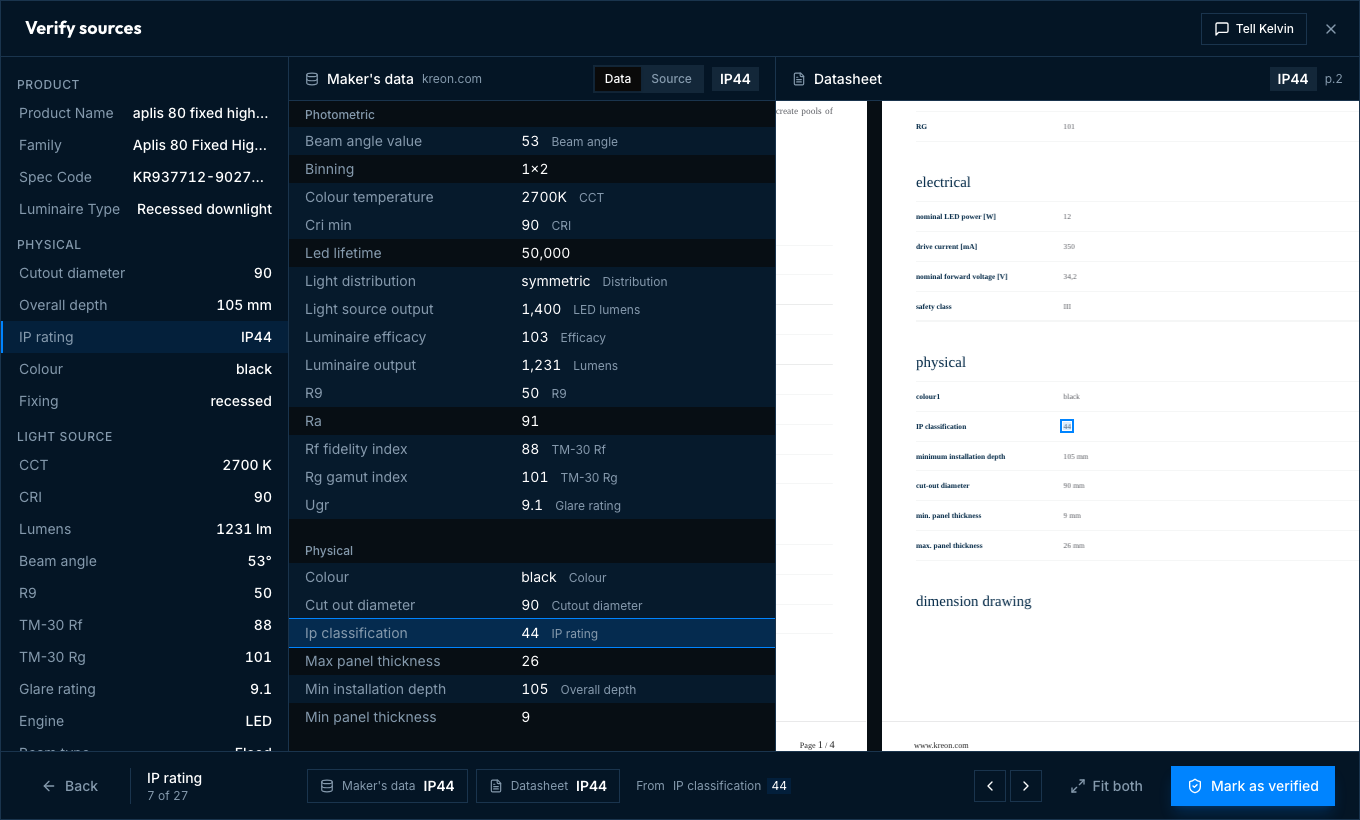 Verify sources
Tell Kelvin
PRODUCT
Product Name aplis 80 fixed high...
Family Aplis 80 Fixed Hig...
Spec Code KR937712-9027...
Luminaire Type Recessed downlight
PHYSICAL
Cutout diameter 90
Overall depth 105 mm
IP rating IP44
Colour black
Fixing recessed
LIGHT SOURCE
CCT 2700 K
CRI 90
Lumens 1231 lm
Beam angle 53°
R9 50
TM-30 Rf 88
TM-30 Rg 101
Glare rating 9.1
Engine LED
Beam type Flood
Maker's data kreon.com Data Source IP44
Photometric
Beam angle value 53 Beam angle
Binning 1×2
Colour temperature 2700K CCT
Cri min 90 CRI
Led lifetime 50,000
Light distribution symmetric Distribution
Light source output 1,400 LED lumens
Luminaire efficacy 103 Efficacy
Luminaire output 1,231 Lumens
R9 50 R9
Ra 91
Rf fidelity index 88 TM-30 Rf
Rg gamut index 101 TM-30 Rg
Ugr 9.1 Glare rating
Physical
Colour black Colour
Cut out diameter 90 Cutout diameter
Ip classification 44 IP rating
Max panel thickness 26
Min installation depth 105 Overall depth
Min panel thickness 9
Datasheet IP44 p.2
create pools of
Page 1 / 4
RG 101
electrical
nominal LED power [W] 12
drive current [mA] 350
nominal forward voltage [V] 34,2
safety class III
physical
colour1 black
IP classification 44
minimum installation depth 105 mm
cut-out diameter 90 mm
min. panel thickness 9 mm
max. panel thickness 26 mm
dimension drawing
www.kreon.com
Back
IP rating
7 of 27
Maker's data IP44
Datasheet IP44
From IP classification 44
Fit both
Mark as verified